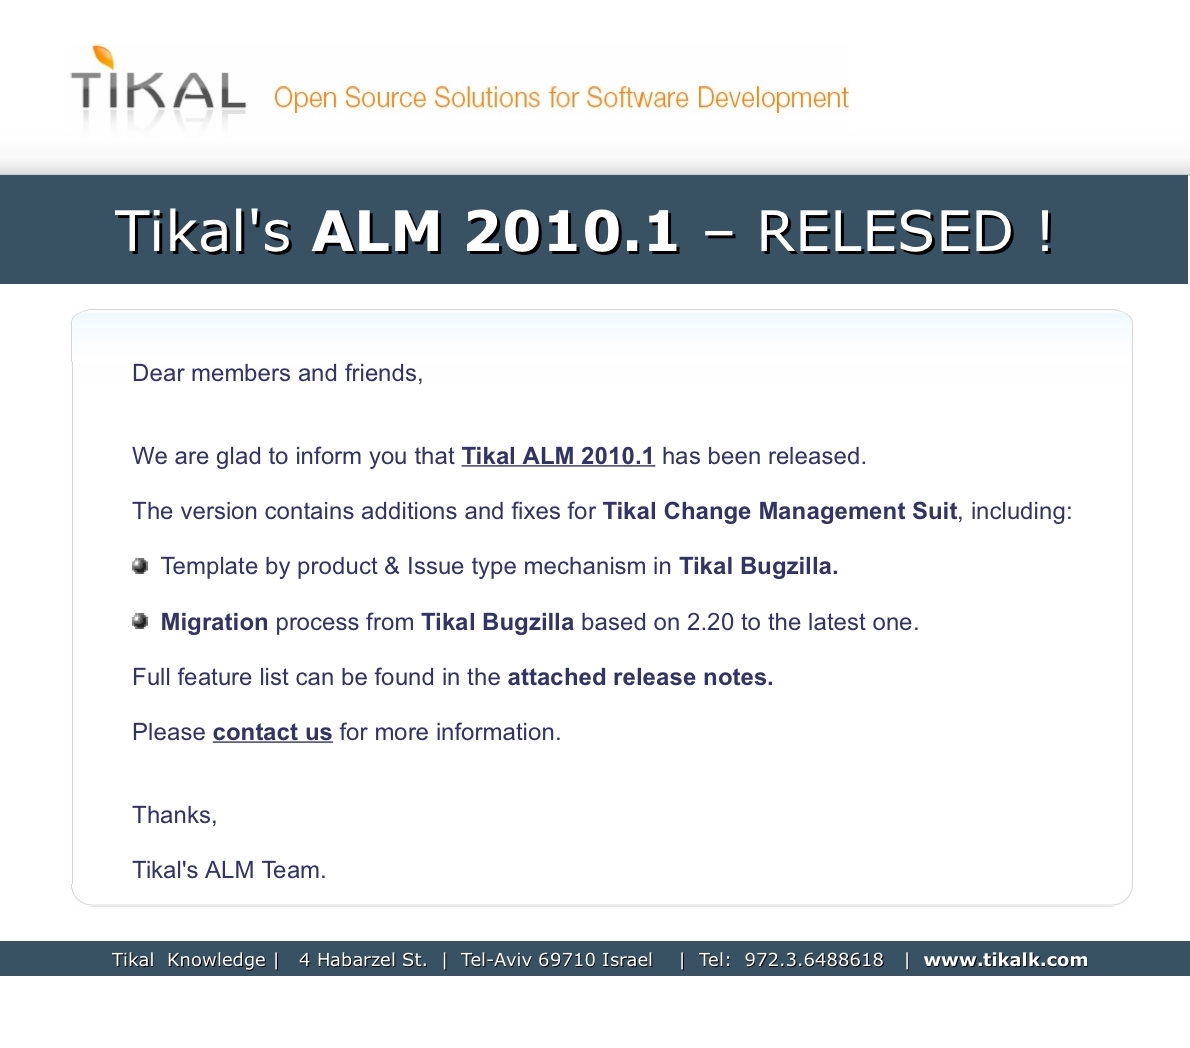 TIKAL Open Source Solutions for Software Development
Tikal's ALM 2010.1 – RELESED !
Dear members and friends,
We are glad to inform you that Tikal ALM 2010.1 has been released.
The version contains additions and fixes for Tikal Change Management Suit, including:
Template by product & Issue type mechanism in Tikal Bugzilla.
Migration process from Tikal Bugzilla based on 2.20 to the latest one.
Full feature list can be found in the attached release notes.
Please contact us for more information.
Thanks,
Tikal's ALM Team.
Tikal Knowledge | 4 Habarzel St. | Tel-Aviv 69710 Israel | Tel: 972.3.6488618 | www.tikalk.com